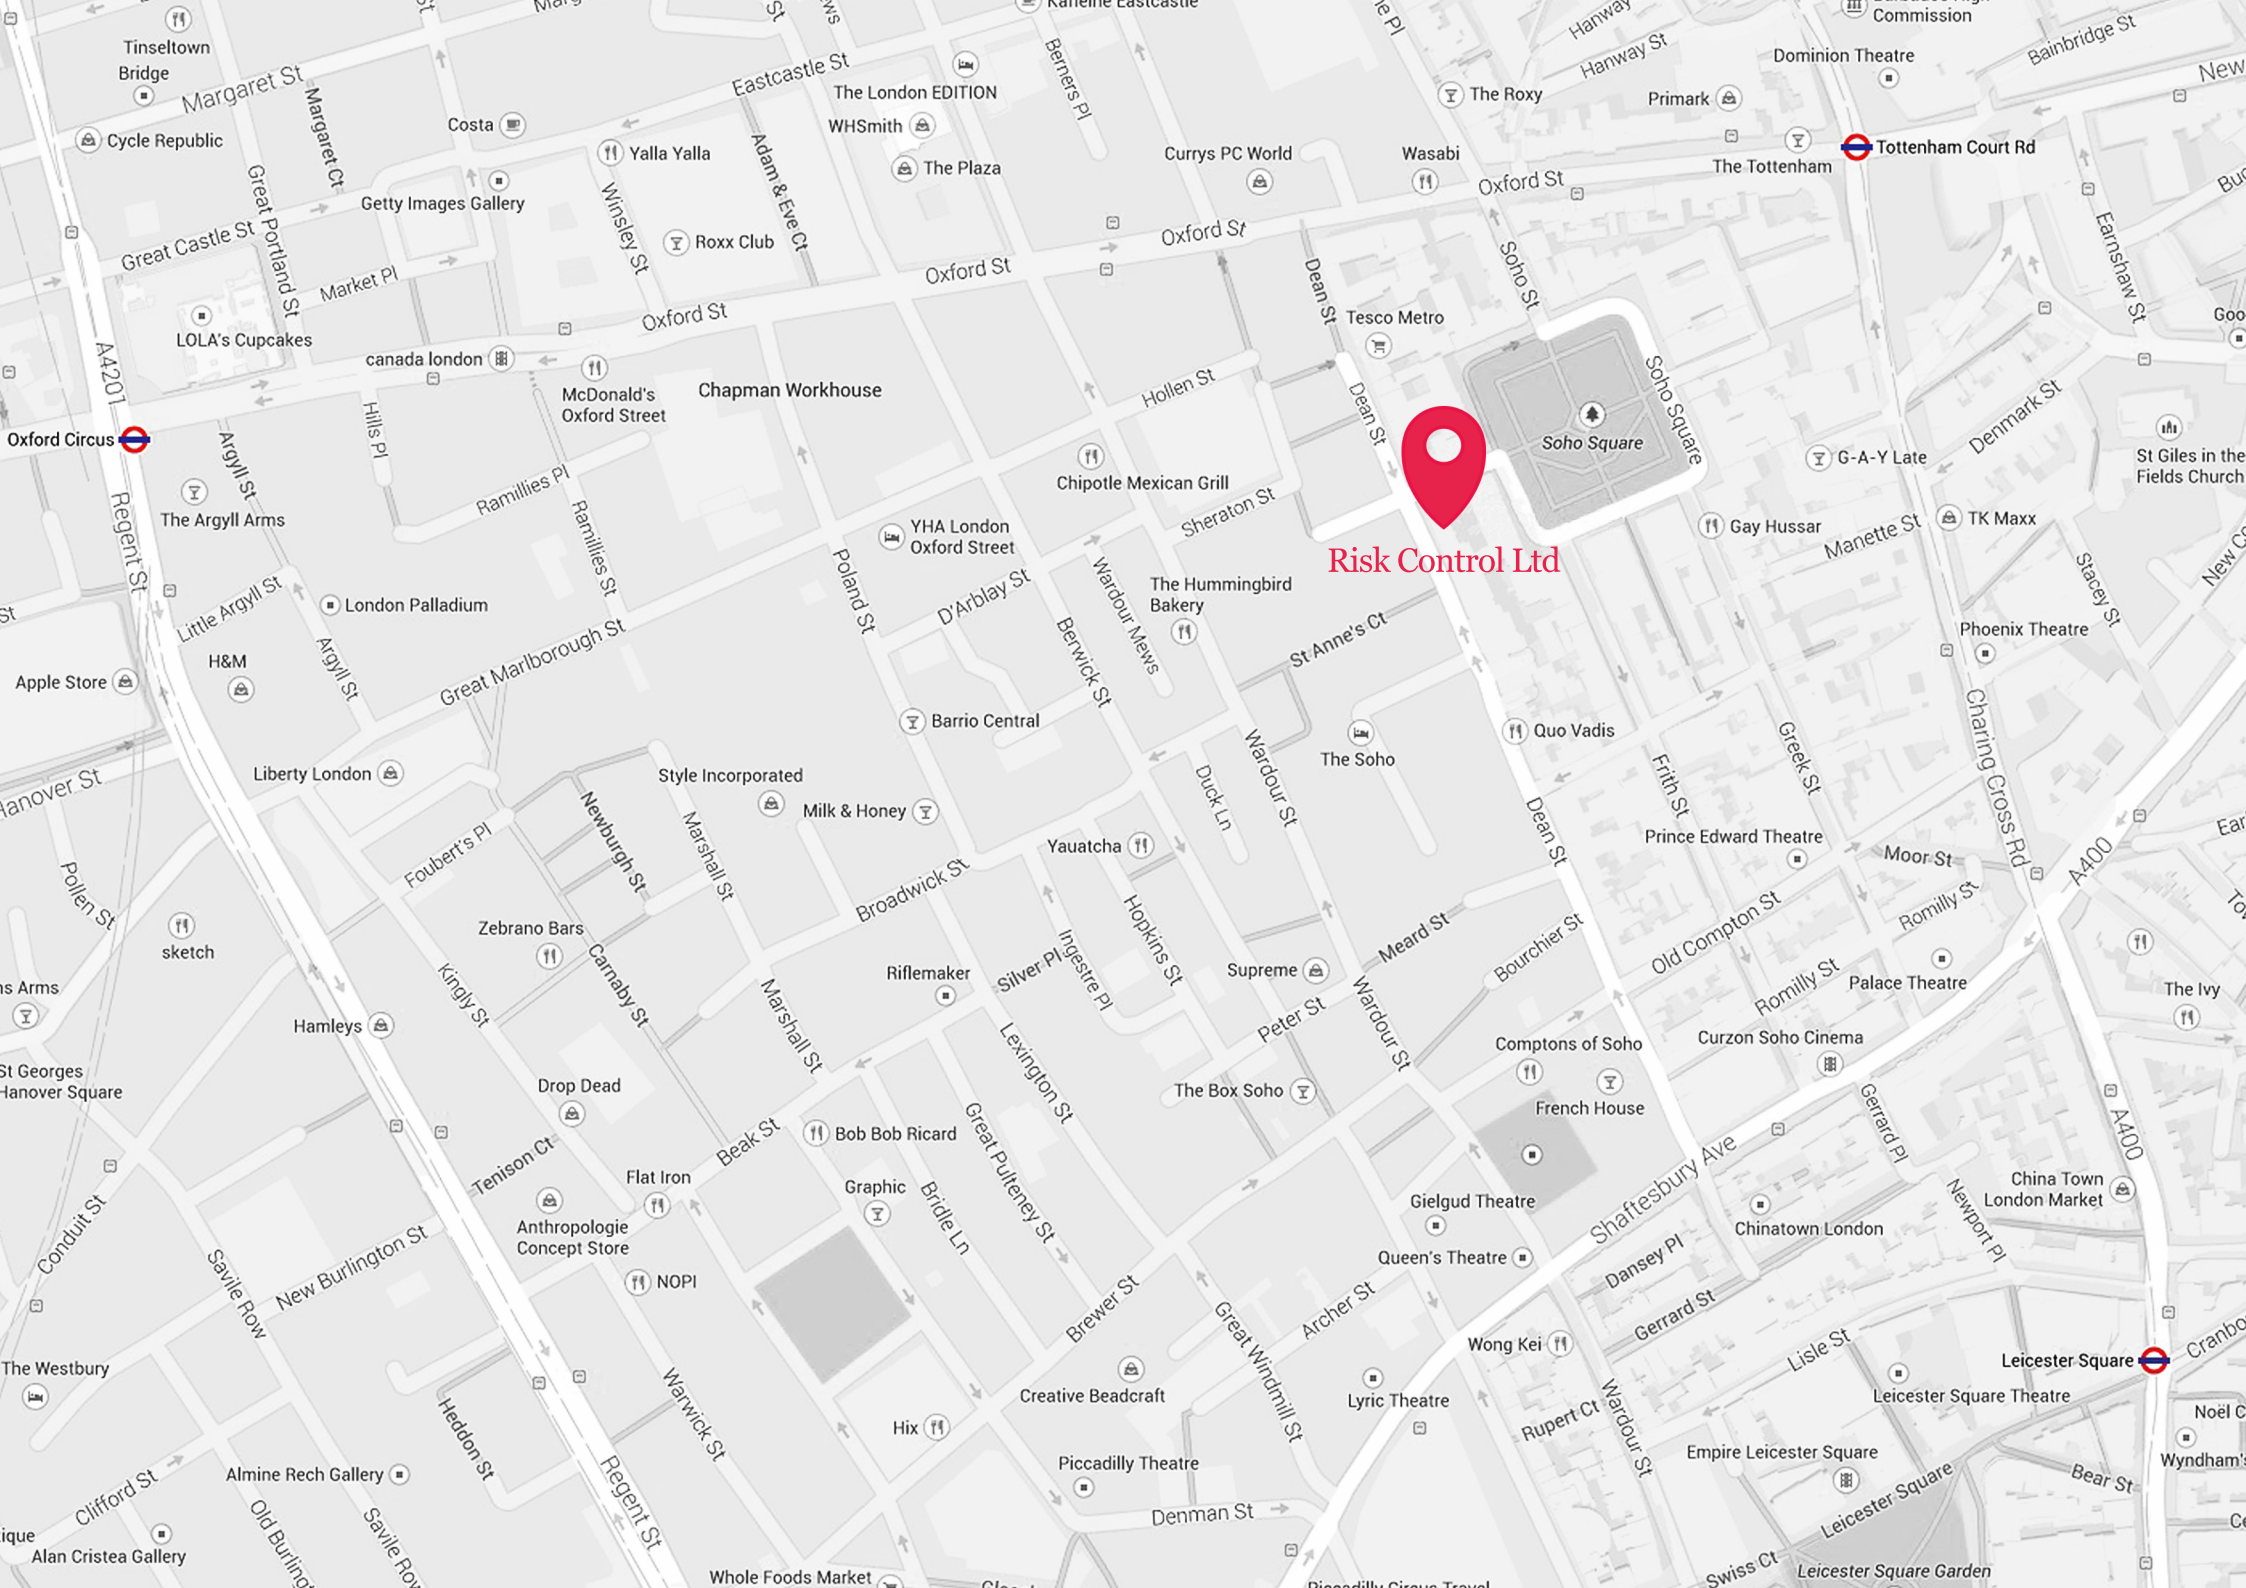 Kaffeine Eastcastle
Commission
Tinseltown
Bridge
Margaret St
Margaret Ct
Eastcastle St
Berners Pl
Hanway
Hanway St
Bainbridge St
Dominion Theatre
New
The London EDITION
WHSmith
The Roxy
Primark
Costa
Cycle Republic
Yalla Yalla
Adam & Eve Ct
The Plaza
Currys PC World
Wasabi
Oxford St
The Tottenham
Tottenham Court Rd
Getty Images Gallery
Great Castle St
Great Portland St
Winsley St
Roxx Club
Market Pl
Oxford St
Oxford St
Oxford St
Dean St
Soho St
Earnshaw St
LOLA's Cupcakes
canada london
McDonald's
Oxford Street
Chapman Workhouse
Hollen St
Tesco Metro
Soho Square
Soho Square
Denmark St
A4201
Oxford Circus
Hills Pl
Argyll St
The Argyll Arms
Regent St
Ramillies Pl
Ramillies St
Chipotle Mexican Grill
Dean St
G-A-Y Late
St Giles in the
Fields Church
YHA London
Oxford Street
Sheraton St
Gay Hussar
Manette St
TK Maxx
Risk Control Ltd
Poland St
D'Arblay St
Wardour Mews
The Hummingbird
Bakery
Stacey St
London Palladium
Little Argyll St
Argyll St
Great Marlborough St
Berwick St
St Anne's Ct
Phoenix Theatre
H&M
Apple Store
Barrio Central
Wardour St
The Soho
Quo Vadis
Frith St
Greek St
Charing Cross Rd
Hanover St
Liberty London
Style Incorporated
Milk & Honey
Duck Ln
Newburgh St
Marshall St
Foubert's Pl
Yauatcha
Dean St
Prince Edward Theatre
Moor St
A400
Pollen St
Broadwick St
Hopkins St
Romilly St
sketch
Zebrano Bars
Carnaby St
Kingly St
Riflemaker
Silver Pl
Ingestre Pl
Supreme
Meard St
Bourchier St
Old Compton St
Romilly St
Palace Theatre
The Ivy
Hamleys
Marshall St
Lexington St
Peter St
Wardour St
Comptons of Soho
Curzon Soho Cinema
St Georges
Hanover Square
Drop Dead
The Box Soho
French House
Gerrard Pl
A400
Bob Bob Ricard
Beak St
Great Pulteney St
Tenison Ct
Flat Iron
Graphic
Bridle Ln
Shaftesbury Ave
Gielgud Theatre
China Town
London Market
Newport Pl
Chinatown London
Conduit St
Savile Row
New Burlington St
Anthropologie
Concept Store
NOPI
Queen's Theatre
Dansey Pl
Brewer St
Great Windmill St
Archer St
Gerrard St
Wong Kei
Lisle St
Leicester Square
The Westbury
Heddon St
Warwick St
Creative Beadcraft
Lyric Theatre
Rupert Ct
Wardour St
Leicester Square Theatre
Hix
Empire Leicester Square
Almine Rech Gallery
Piccadilly Theatre
Leicester Square
Bear St
Wyndham's
Clifford St
Regent St
Denman St
Alan Cristea Gallery
Whole Foods Market
Piccadilly Circus Travel
Swiss Ct
Leicester Square Garden